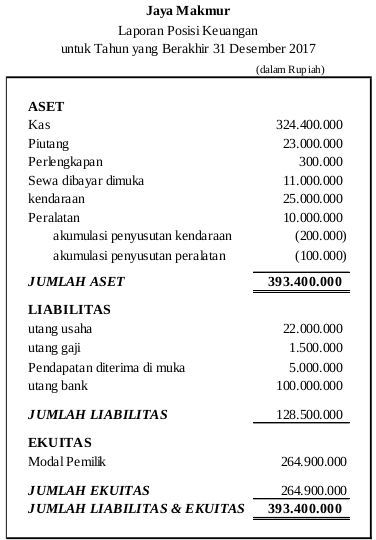 Jaya Makmur
Laporan Posisi Keuangan
untuk Tahun yang Berakhir 31 Desember 2017
(dalam Rupiah)
ASET
Kas 324.400.000
Piutang 23.000.000
Perlengkapan 300.000
Sewa dibayar dimuka 11.000.000
kendaraan 25.000.000
Peralatan 10.000.000
akumulasi penyusutan kendaraan (200.000)
akumulasi penyusutan peralatan (100.000)
JUMLAH ASET 393.400.000
LIABILITAS
utang usaha 22.000.000
utang gaji 1.500.000
Pendapatan diterima di muka 5.000.000
utang bank 100.000.000
JUMLAH LIABILITAS 128.500.000
EKUITAS
Modal Pemilik 264.900.000
JUMLAH EKUITAS 264.900.000
JUMLAH LIABILITAS & EKUITAS 393.400.000